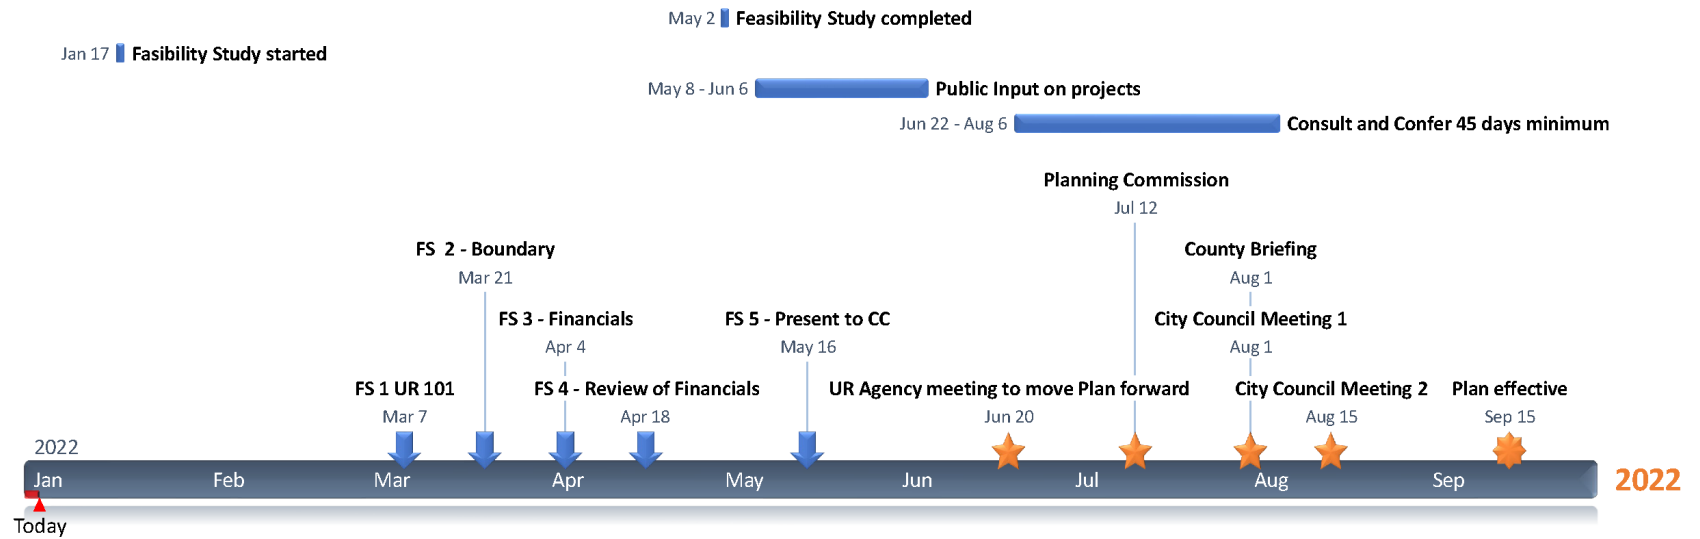 May 2 Feasibility Study completed
Jan 17 Fasibility Study started
May 8 - Jun 6 Public Input on projects
Jun 22 - Aug 6 Consult and Confer 45 days minimum
Planning Commission
Jul 12
FS 2 - Boundary
Mar 21
County Briefing
Aug 1
FS 3 - Financials
Apr 4
FS 5 - Present to CC
May 16
City Council Meeting 1
Aug 1
FS 1 UR 101
Mar 7
FS 4 - Review of Financials
Apr 18
UR Agency meeting to move Plan forward
Jun 20
City Council Meeting 2
Aug 15
Plan effective
Sep 15
2022
Jan Feb Mar Apr May Jun Jul Aug Sep
2022
Today